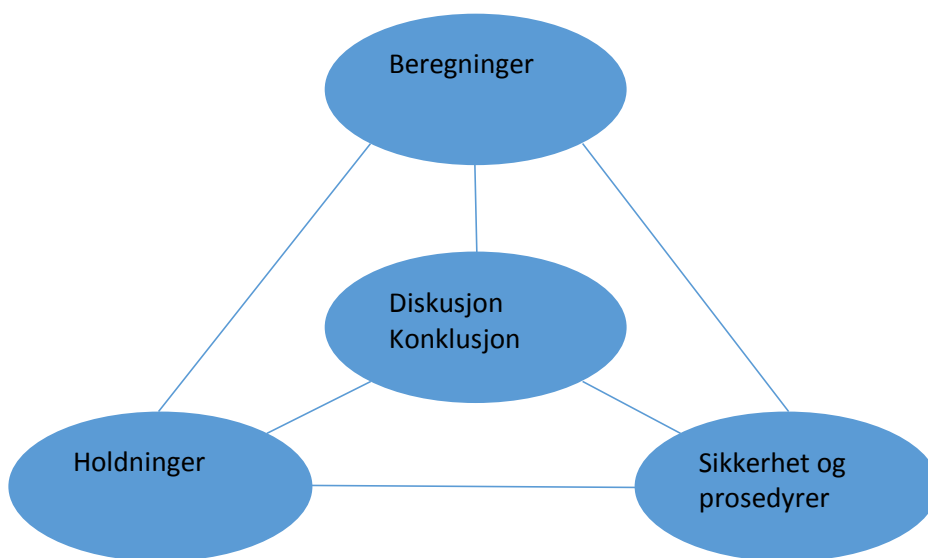 Beregninger
Diskusjon
Konklusjon
Holdninger
Sikkerhet og
prosedyrer